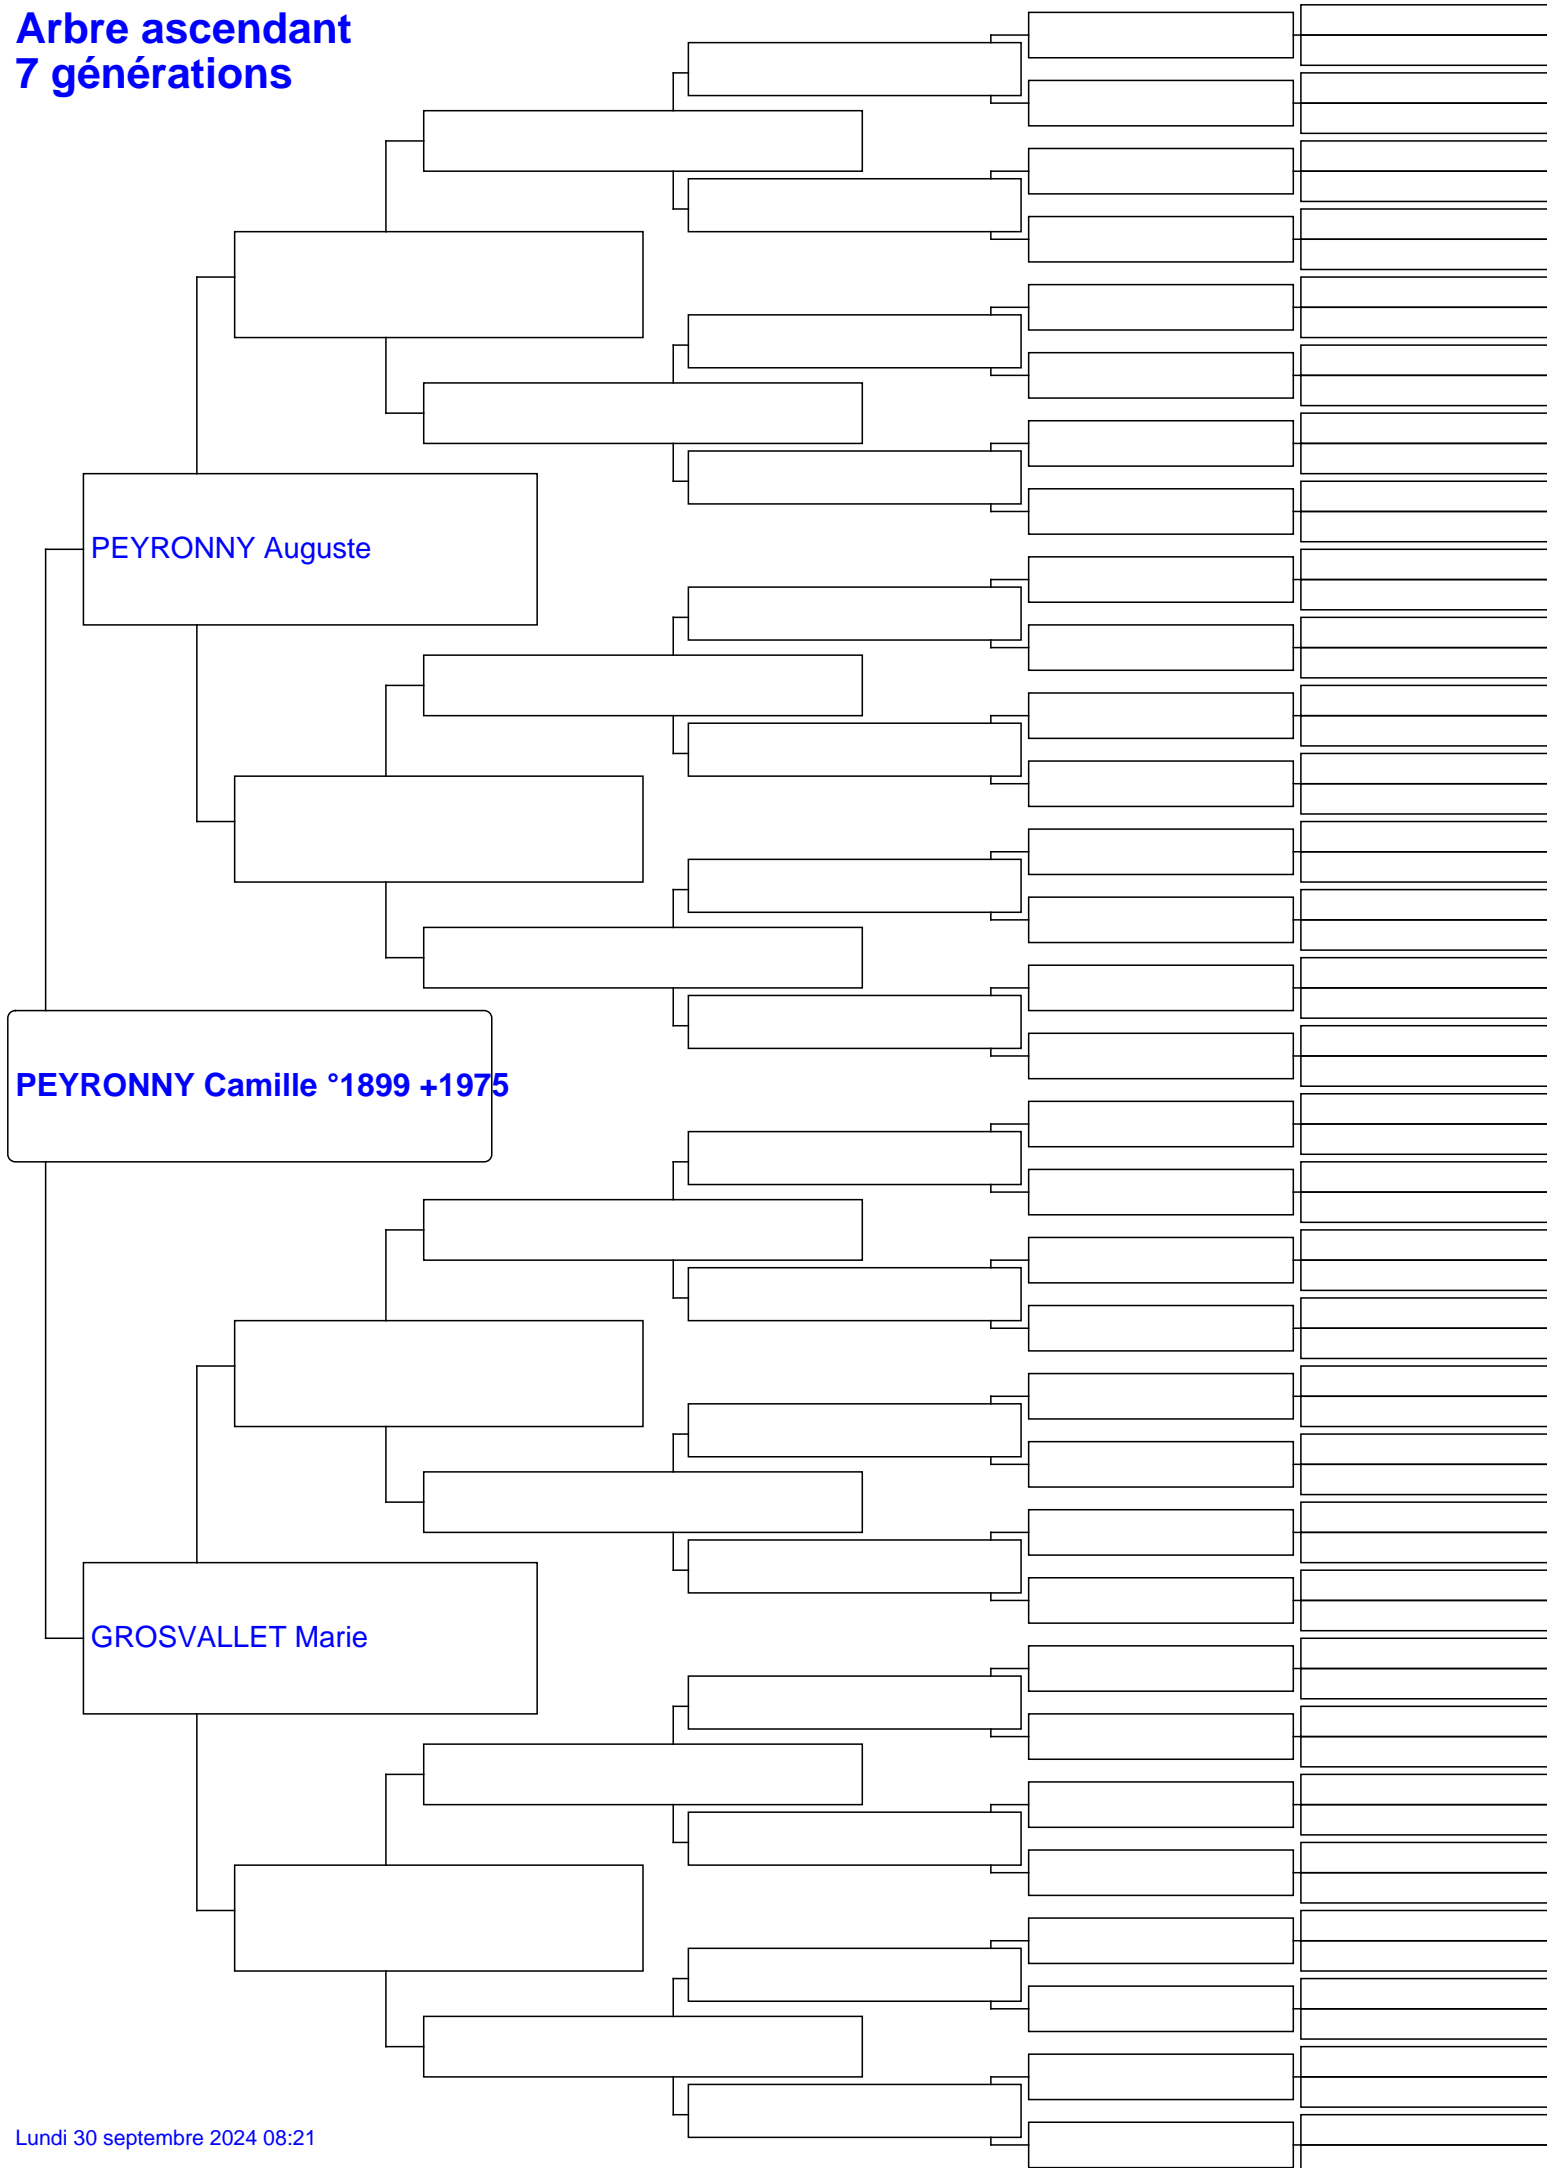 Arbre ascendant
7 générations
PEYRONNY Auguste
PEYRONNY Camille °1899 +1975
GROSVALLET Marie
Lundi 30 septembre 2024 08:21